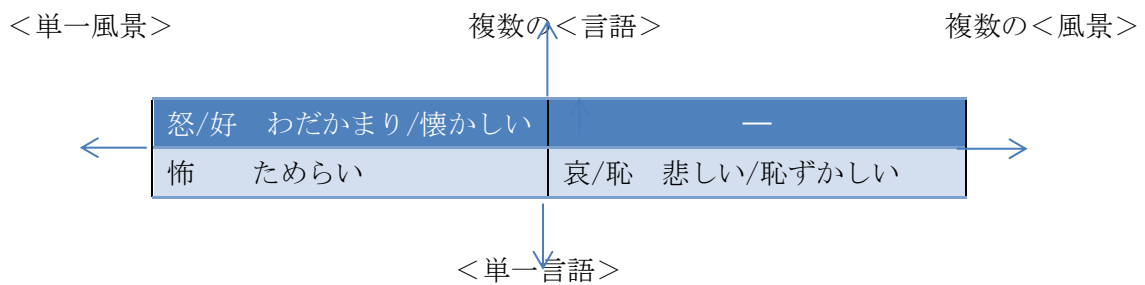 <単一風景> 複数の<言語> 複数の<風景>
怒/好 わだかまり/懐かしい ―
怖 ためらい 哀/恥 悲しい/恥ずかしい
<単一言語>